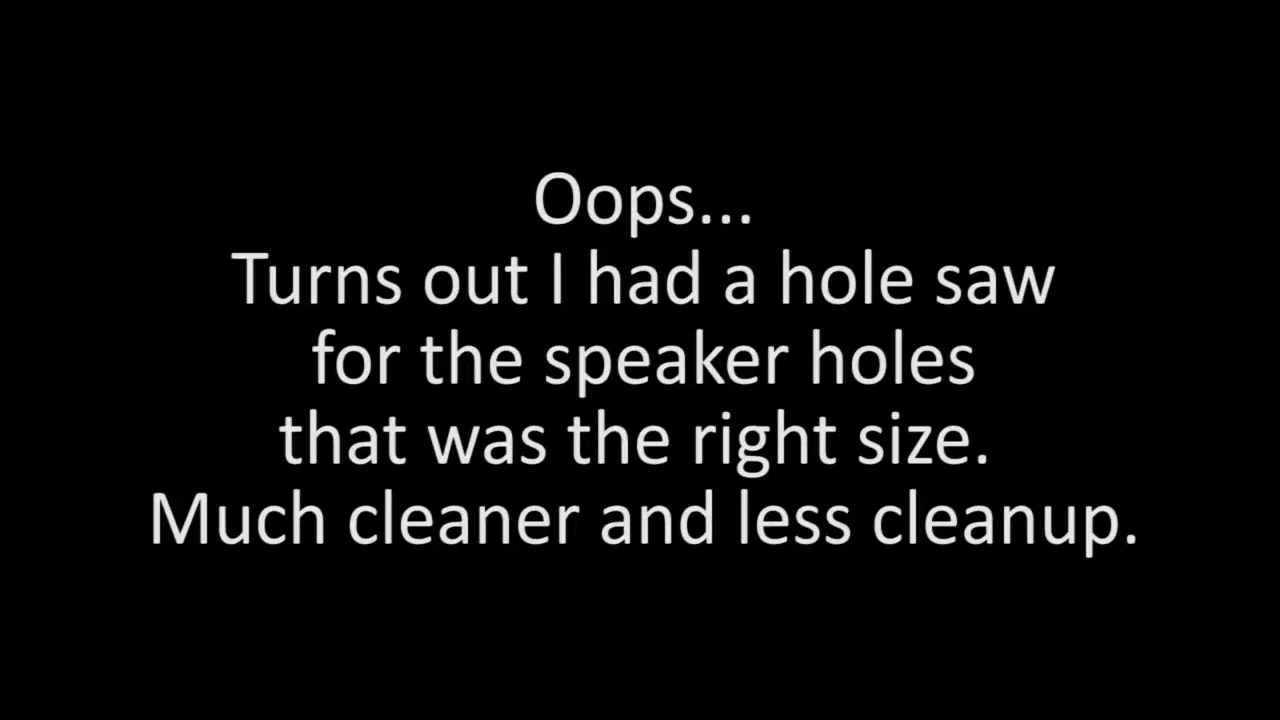 Oops...
Turns out I had a hole saw
for the speaker holes
that was the right size.
Much cleaner and less cleanup.